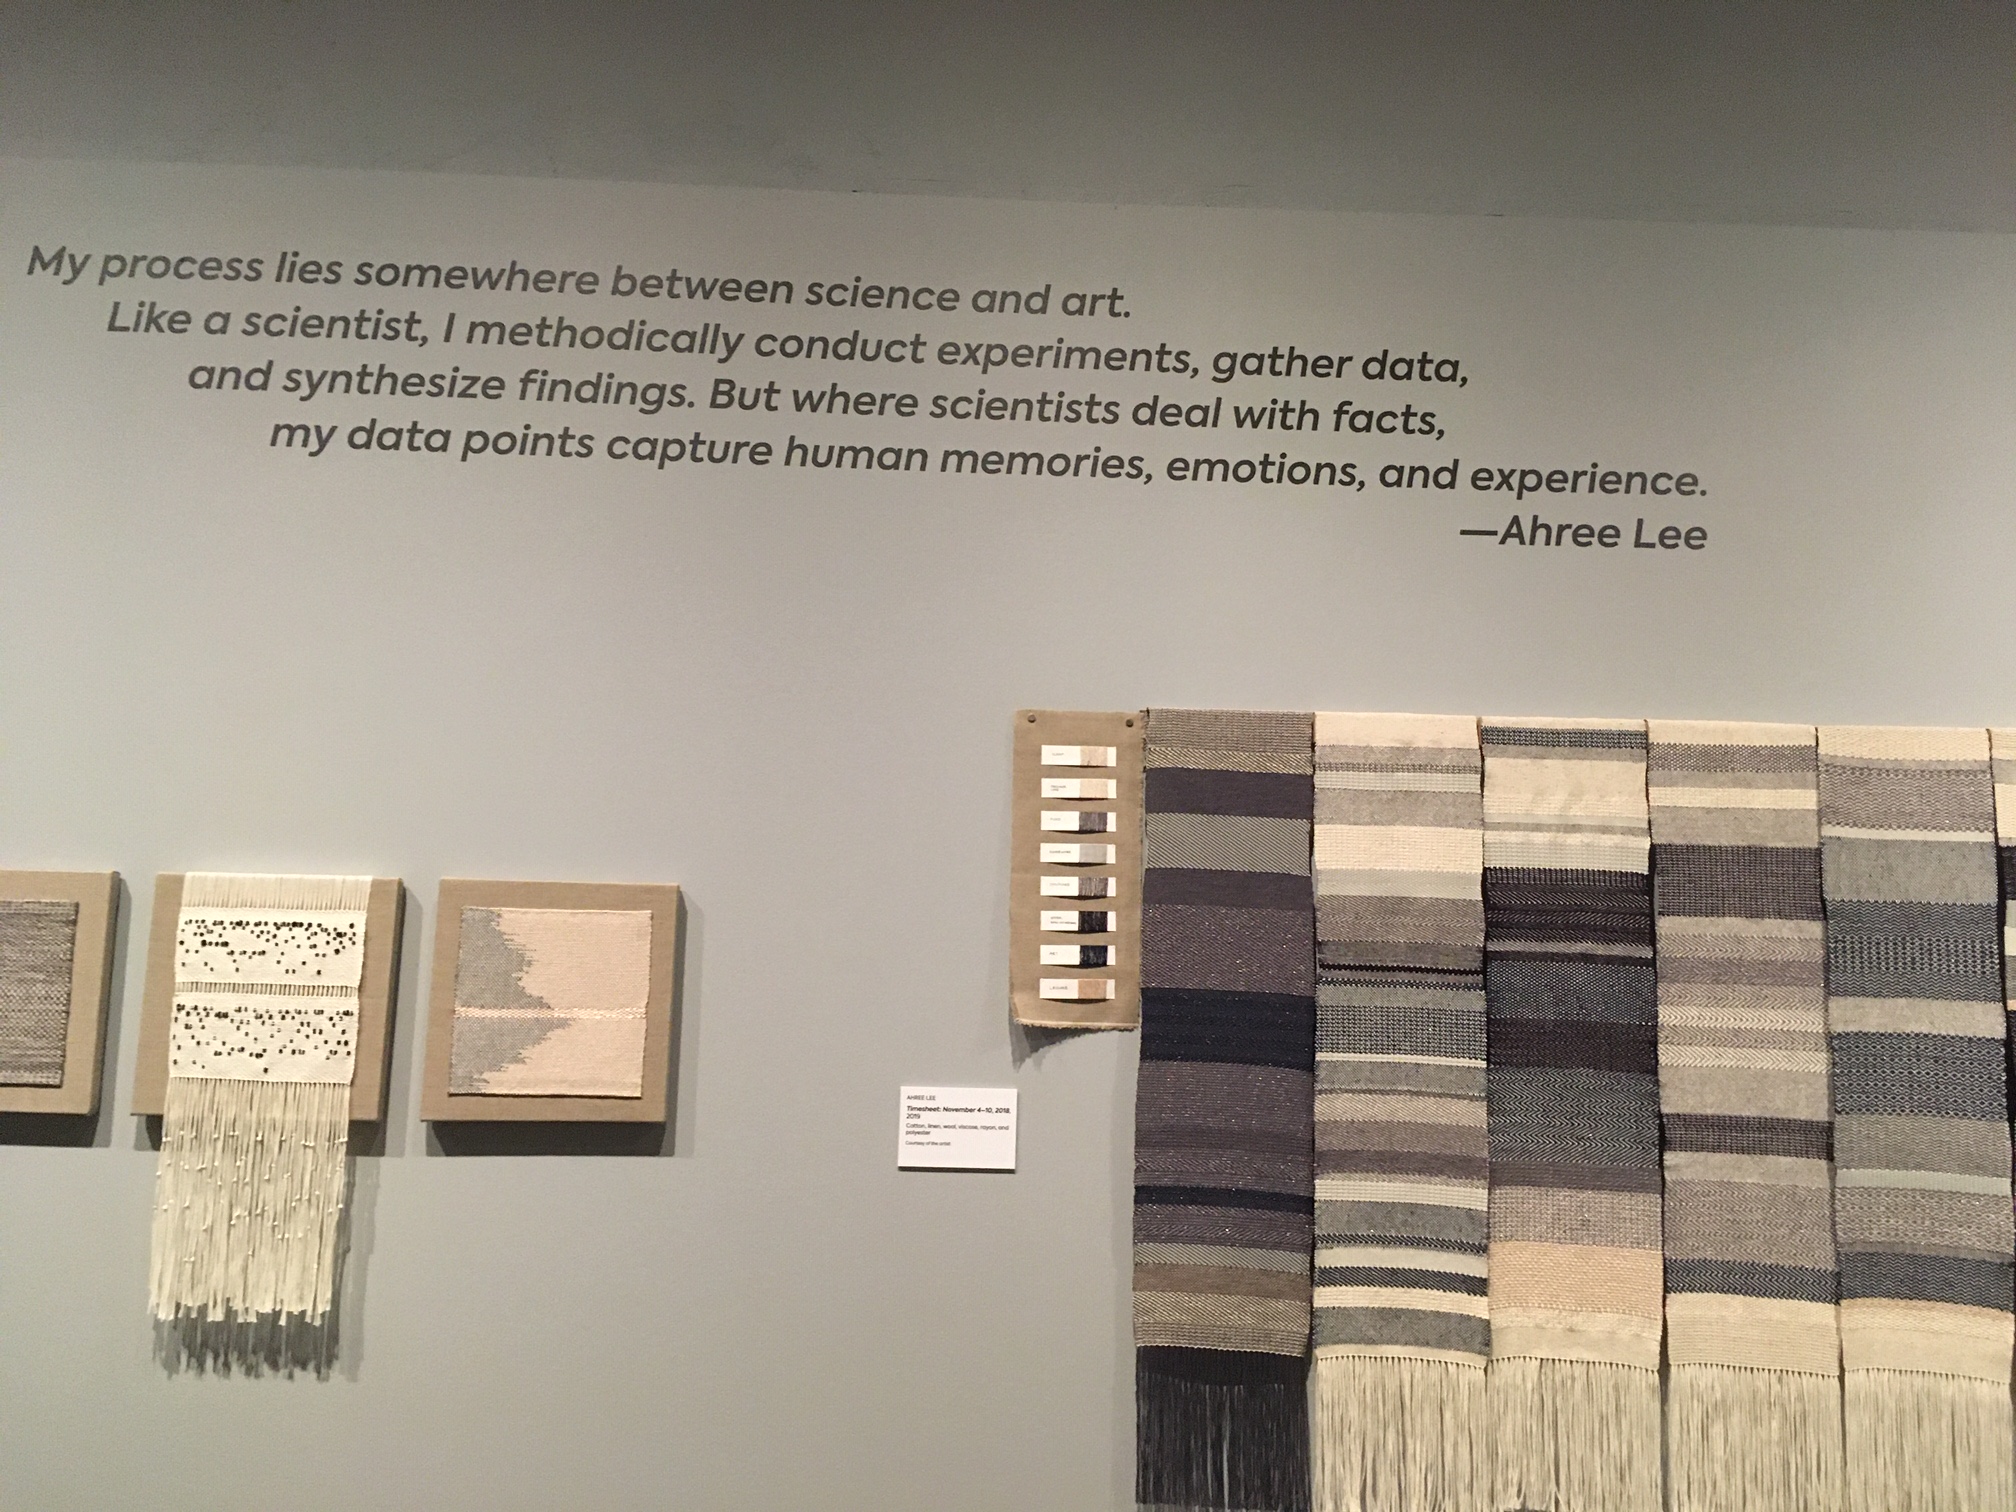 My process lies somewhere between science and art.
Like a scientist, I methodically conduct experiments, gather data,
and synthesize findings. But where scientists deal with facts,
my data points capture human memories, emotions, and experience.
—Ahree Lee
AHREE LEE
Timesheet: November 4–10, 2018,
2019
Cotton, linen, wool, viscose, rayon, and
polyester
Courtesy of the artist